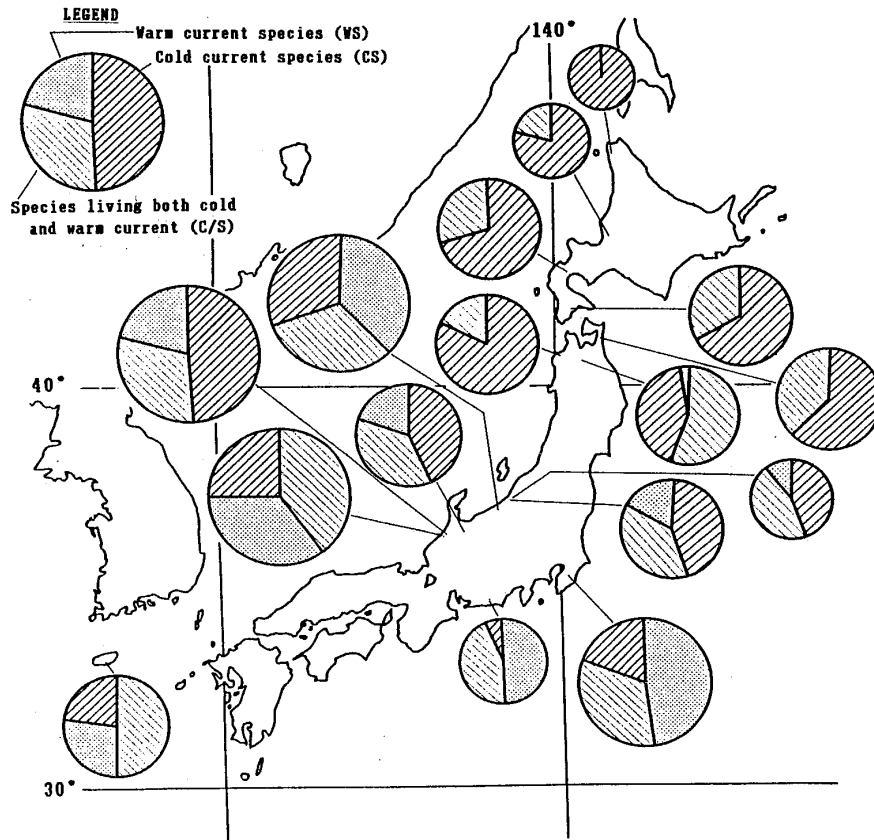 LEGEND
Warm current species (WS)
Cold current species (CS)
Species living both cold
and warm current (C/S)
140°
40°
30°